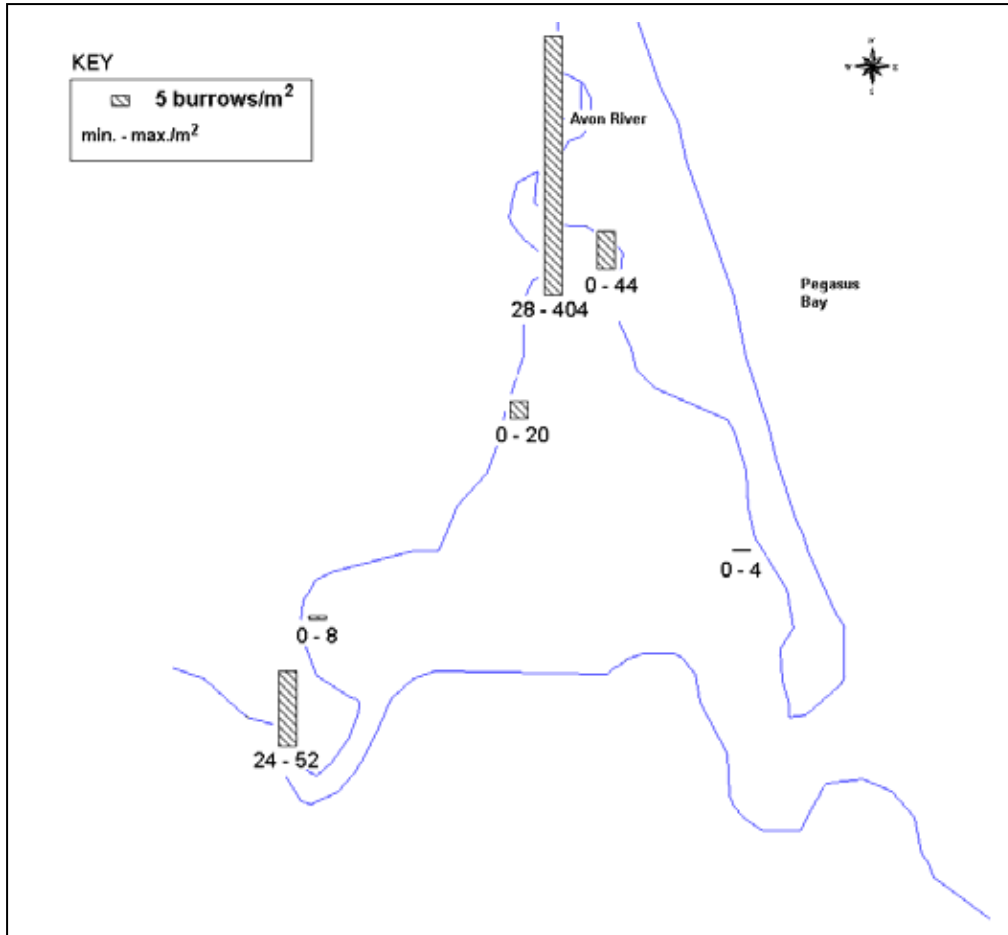 KEY
5 burrows/m²
min. - max./m²
N
W E
S
Avon River
0 - 44
Pegasus
Bay
28 - 404
0 - 20
0 - 4
0 - 8
24 - 52